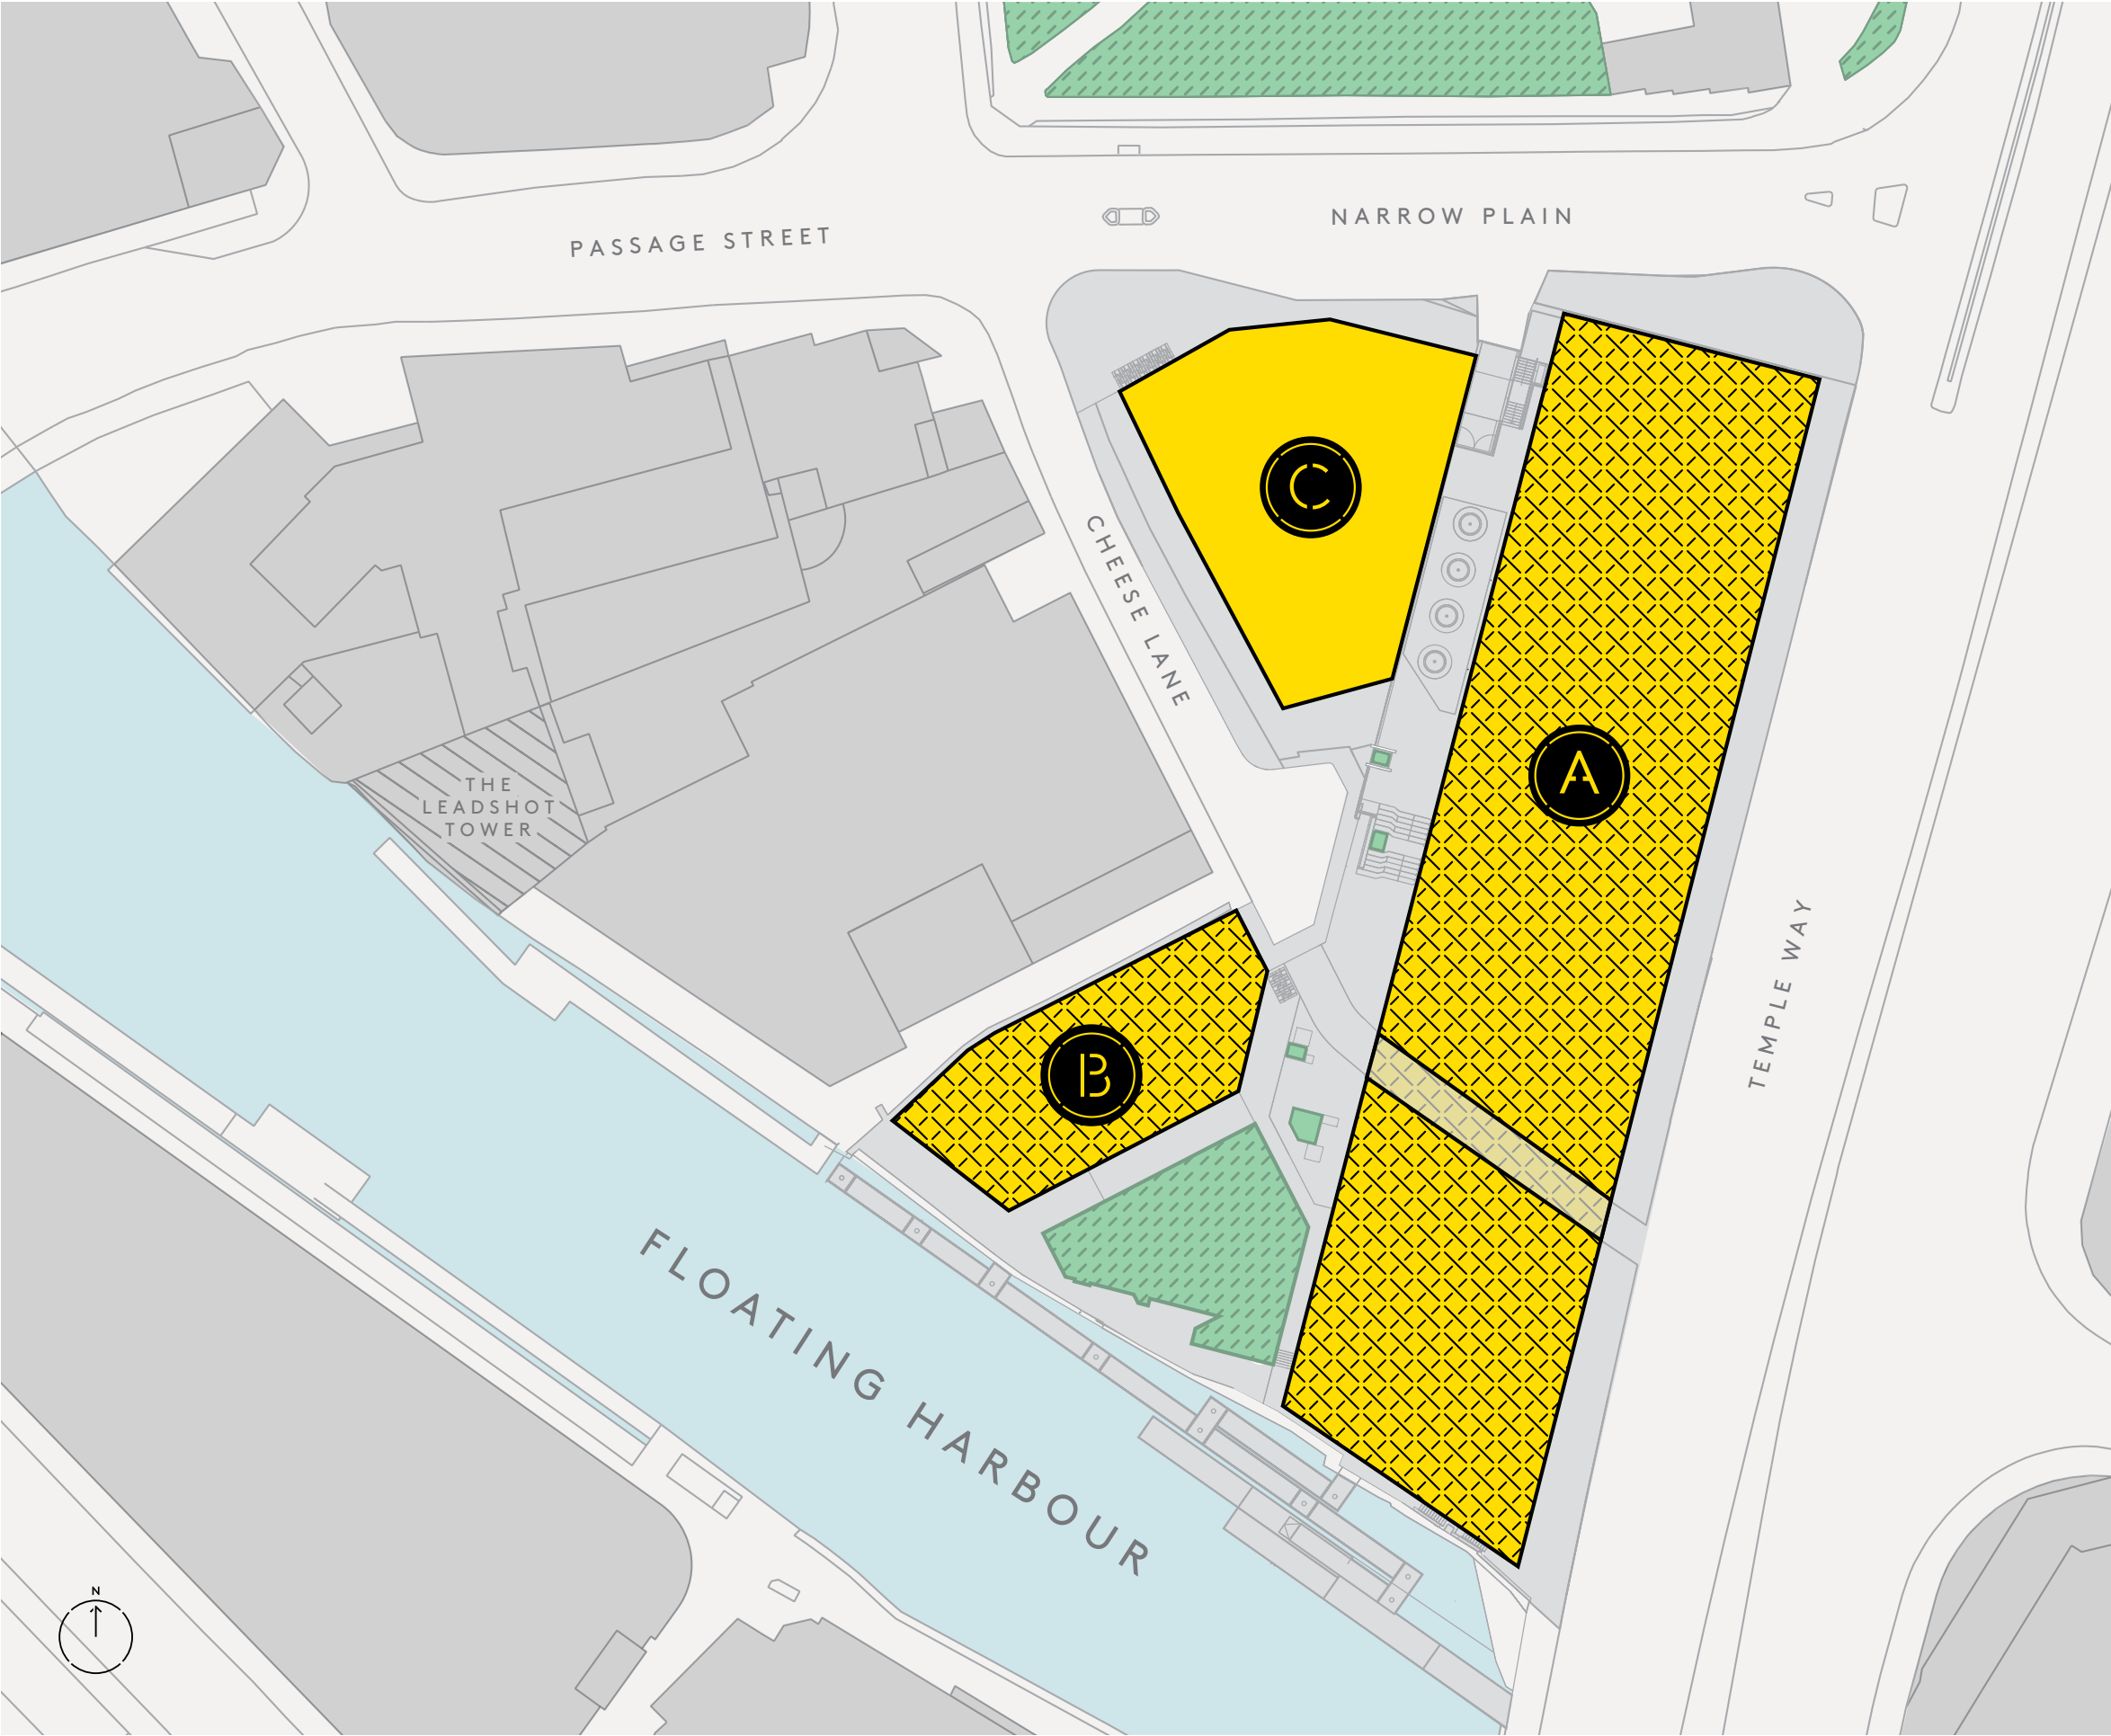 NARROW PLAIN
PASSAGE STREET
C
CHEESE LANE
A
THE
LEADSHOT
TOWER
TEMPLE WAY
B
FLOATING HARBOUR
N